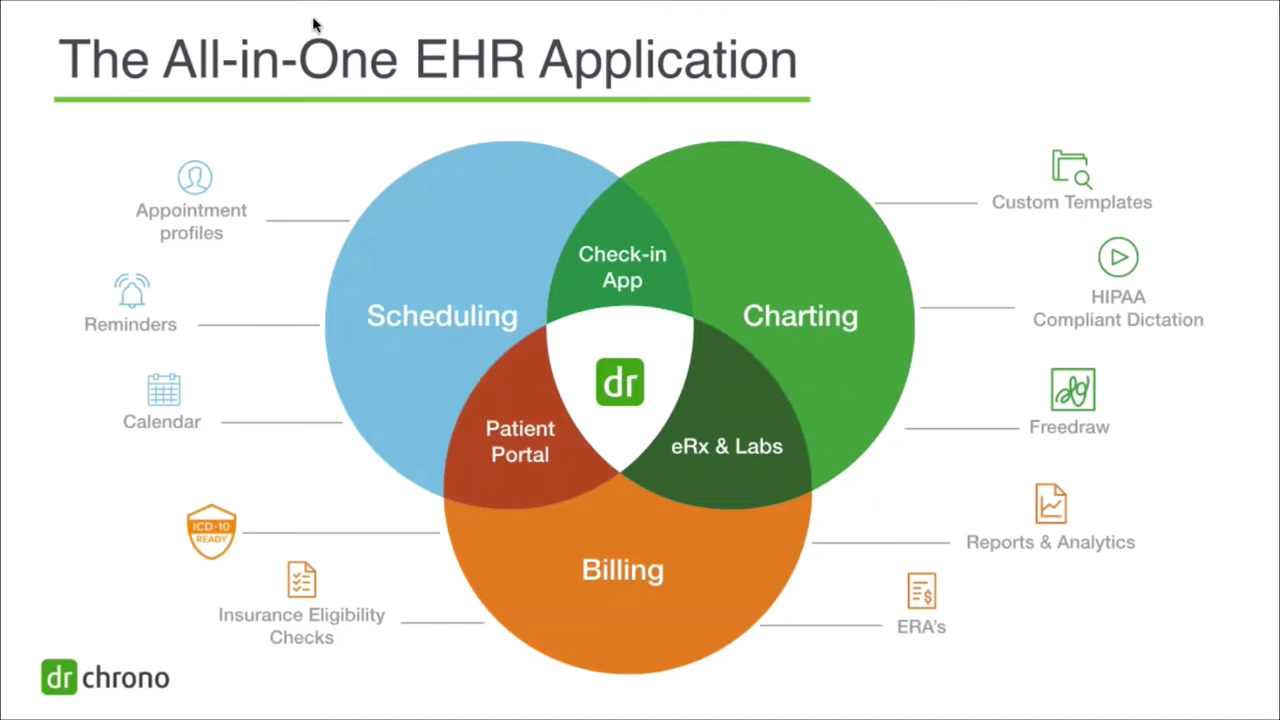 The All-in-One EHR Application
Appointment
profiles
Reminders
Calendar
Scheduling
Check-in
App
Charting
dr
Patient
Portal
eRx & Labs
Billing
Custom Templates
HIPAA
Compliant Dictation
Freedraw
ICD-10
READY
Insurance Eligibility
Checks
Reports & Analytics
$
ERA's
dr chrono